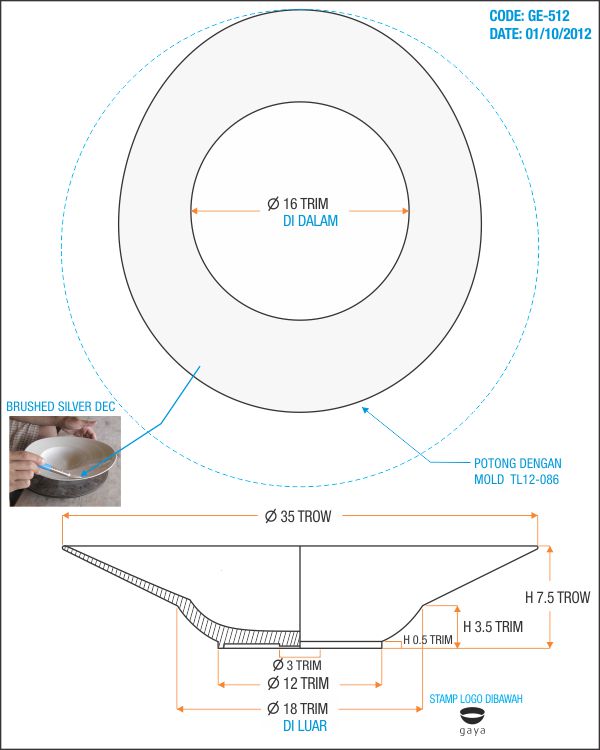 CODE: GE-512
DATE: 01/10/2012
Ø 16 TRIM
DI DALAM
BRUSHED SILVER DEC
POTONG DENGAN
MOLD TL12-086
Ø 35 TROW
H 7.5 TROW
H 3.5 TRIM
H 0.5 TRIM
Ø 3 TRIM
Ø 12 TRIM
Ø 18 TRIM
DI LUAR
STAMP LOGO DIBAWAH
gaya